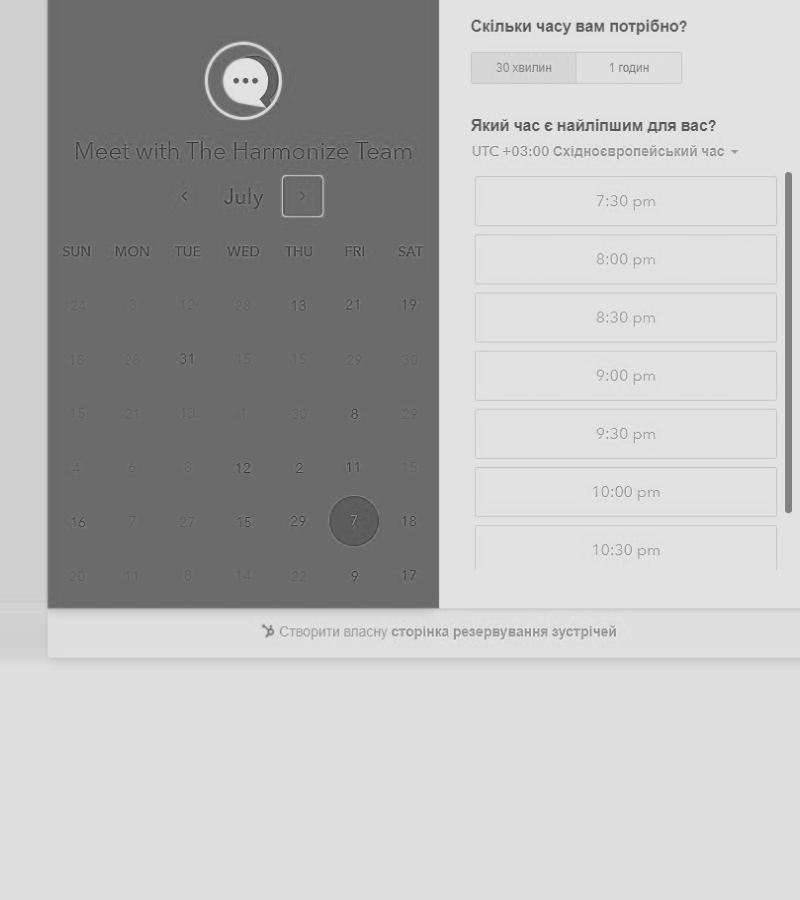 Meet with The Harmonize Team
July
SUN MON TUE WED THU FRI SAT
24 8 12 28 13 21 19
18 28 31 15 15 29 30
15 21 13 1 30 8 29
4 6 8 12 2 11 15
16 7 27 15 29 7 18
20 11 8 14 22 9 17
Скільки часу вам потрібно?
30 хвилин 1 годин
Який час є найліпшим для вас?
UTC +03:00 Східноєвропейський час
7:30 pm
8:00 pm
8:30 pm
9:00 pm
9:30 pm
10:00 pm
10:30 pm
Створити власну сторінка резервування зустрічей